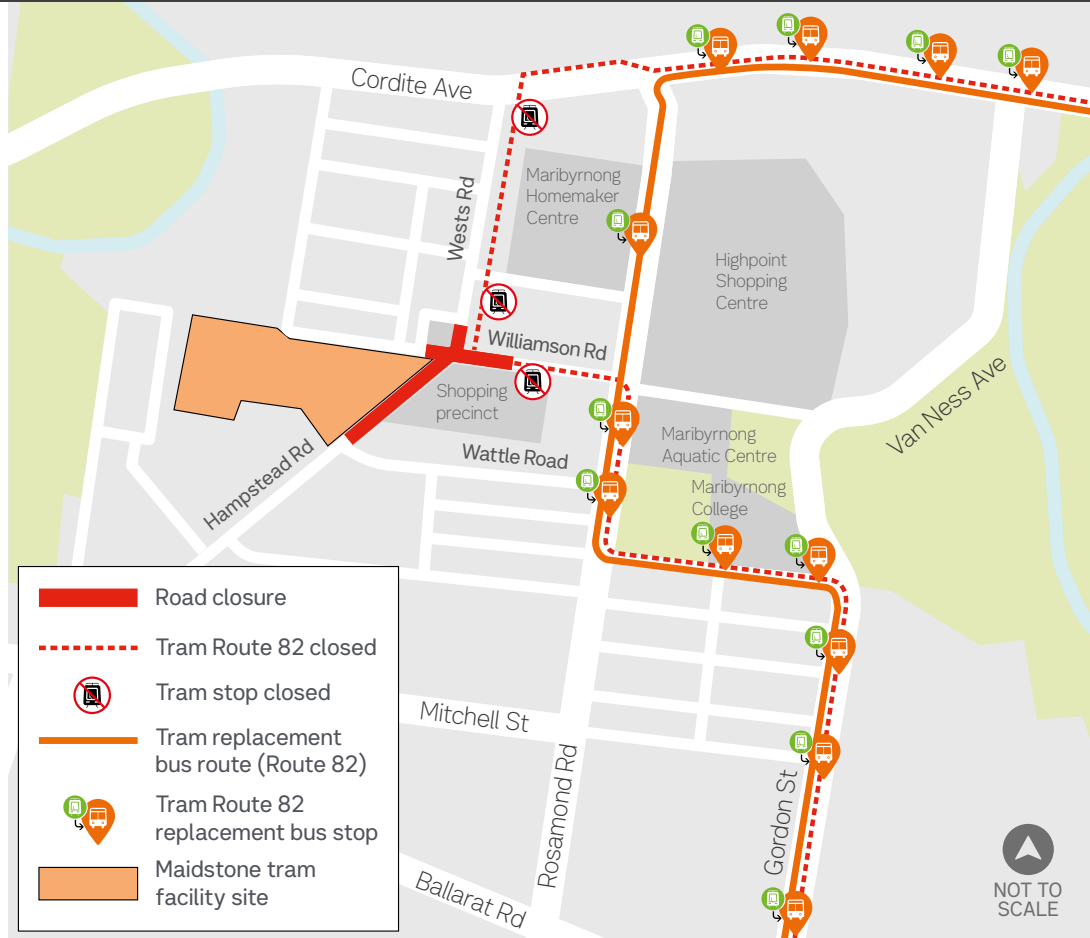 Cordite Ave
Wests Rd
Maribyrnong
Homemaker
Centre
Highpoint
Shopping
Centre
Williamson Rd
Shopping
precinct
Van Ness Ave
Maribyrnong
Aquatic Centre
Wattle Road
Maribyrnong
College
Hampstead Rd
Mitchell St
Rosamond Rd
Gordon St
Ballarat Rd
Road closure
Tram Route 82 closed
Tram stop closed
Tram replacement
bus route (Route 82)
Tram Route 82
replacement bus stop
Maidstone tram
facility site
NOT TO
SCALE